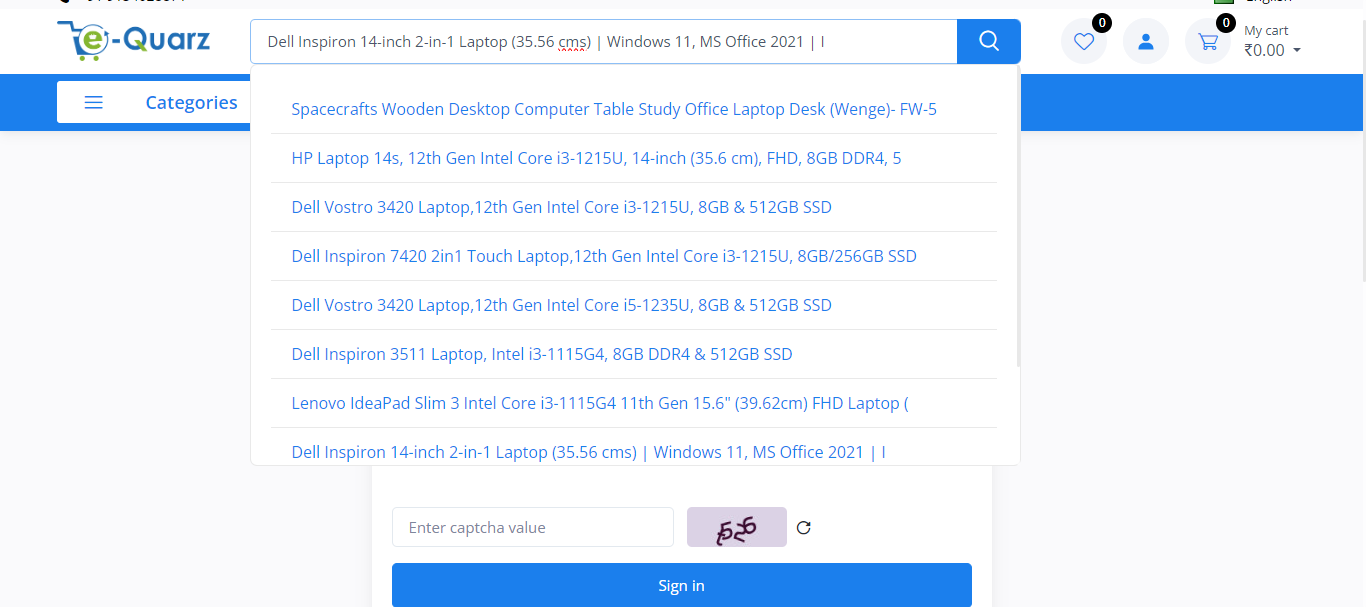 e-Quarz
Dell Inspiron 14-inch 2-in-1 Laptop (35.56 cms) | Windows 11, MS Office 2021 | I
0
0
My cart
₹0.00
Categories
Spacecrafts Wooden Desktop Computer Table Study Office Laptop Desk (Wenge)- FW-5
HP Laptop 14s, 12th Gen Intel Core i3-1215U, 14-inch (35.6 cm), FHD, 8GB DDR4, 5
Dell Vostro 3420 Laptop,12th Gen Intel Core i3-1215U, 8GB & 512GB SSD
Dell Inspiron 7420 2in1 Touch Laptop,12th Gen Intel Core i3-1215U, 8GB/256GB SSD
Dell Vostro 3420 Laptop,12th Gen Intel Core i5-1235U, 8GB & 512GB SSD
Dell Inspiron 3511 Laptop, Intel i3-1115G4, 8GB DDR4 & 512GB SSD
Lenovo IdeaPad Slim 3 Intel Core i3-1115G4 11th Gen 15.6" (39.62cm) FHD Laptop (
Dell Inspiron 14-inch 2-in-1 Laptop (35.56 cms) | Windows 11, MS Office 2021 | I
Enter captcha value
Sign in